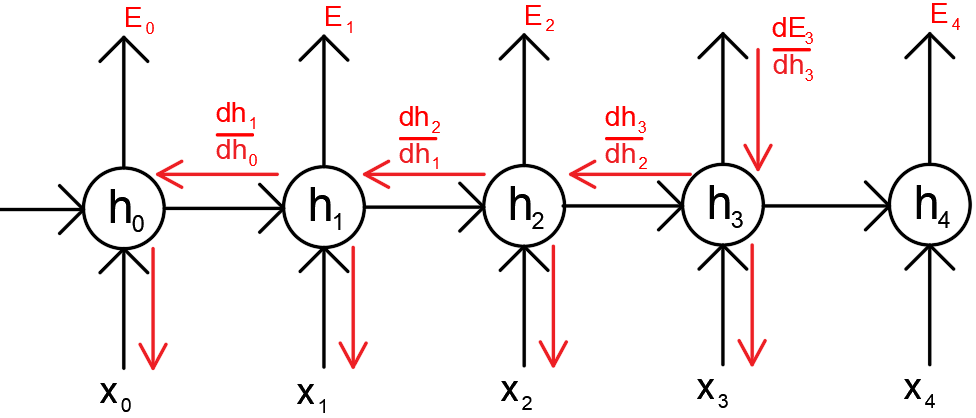 E₀ E₁ E₂ dE₃ E₄
dh₃
dh₁ dh₂ dh₃
dh₀ dh₁ dh₂
h₀ h₁ h₂ h₃ h₄
x₀ x₁ x₂ x₃ x₄